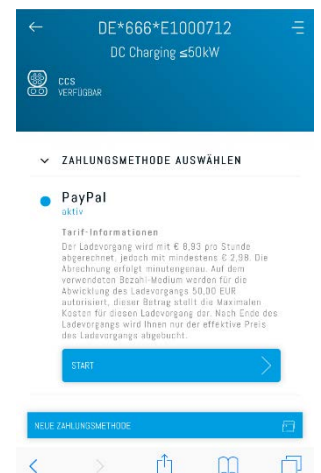 DE*666*E1000712
DC Charging ≤50kW
CCS
VERFÜGBAR
ZAHLUNGSMETHODE AUSWÄHLEN
PayPal
aktiv
Tarif-Informationen
Der Ladevorgang wird mit € 8,93 pro Stunde
abgerechnet, jedoch mit mindestens € 2,98. Die
Abrechnung erfolgt minutengenau. Auf dem
verwendeten Bezahl-Medium werden für die
Abwicklung des Ladevorgangs 50,00 EUR
autorisiert, dieser Betrag stellt die Maximalen
Kosten für diesen Ladevorgang dar. Nach Ende des
Ladevorgangs wird Ihnen nur der effektive Preis
des Ladevorgangs abgebucht.
START
NEUE ZAHLUNGSMETHODE